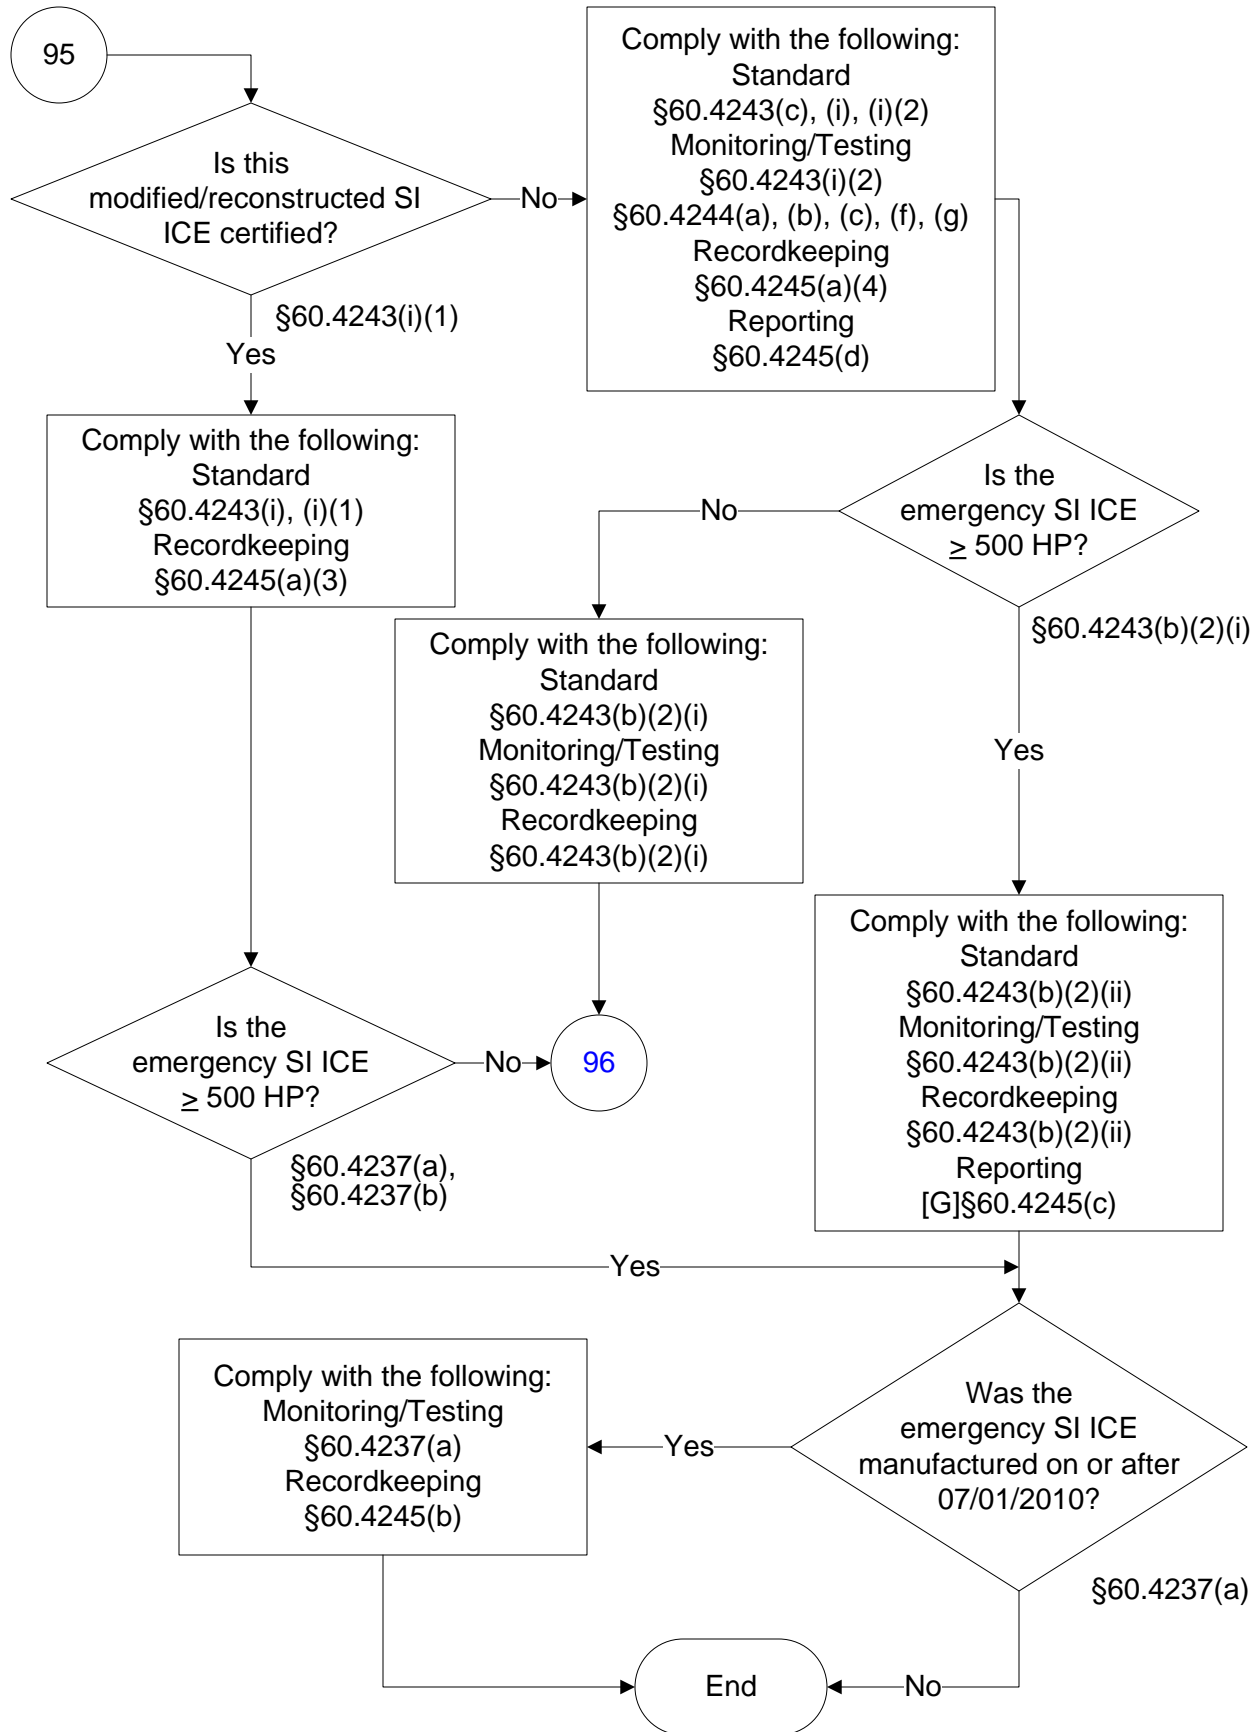 95
Is this
modified/reconstructed SI
ICE certified?
No
Comply with the following:
Standard
§60.4243(c), (i), (i)(2)
Monitoring/Testing
§60.4243(i)(2)
§60.4244(a), (b), (c), (f), (g)
Recordkeeping
§60.4245(a)(4)
Reporting
§60.4245(d)
§60.4243(i)(1)
Yes
Comply with the following:
Standard
§60.4243(i), (i)(1)
Recordkeeping
§60.4245(a)(3)
Is the
emergency SI ICE
≥ 500 HP?
No
§60.4243(b)(2)(i)
Comply with the following:
Standard
§60.4243(b)(2)(i)
Monitoring/Testing
§60.4243(b)(2)(i)
Recordkeeping
§60.4243(b)(2)(i)
Yes
Comply with the following:
Standard
§60.4243(b)(2)(ii)
Monitoring/Testing
§60.4243(b)(2)(ii)
Recordkeeping
§60.4243(b)(2)(ii)
Reporting
[G]§60.4245(c)
Is the
emergency SI ICE
≥ 500 HP?
No
96
§60.4237(a),
§60.4237(b)
Yes
Was the
emergency SI ICE
manufactured on or after
07/01/2010?
Yes
Comply with the following:
Monitoring/Testing
§60.4237(a)
Recordkeeping
§60.4245(b)
§60.4237(a)
No
End